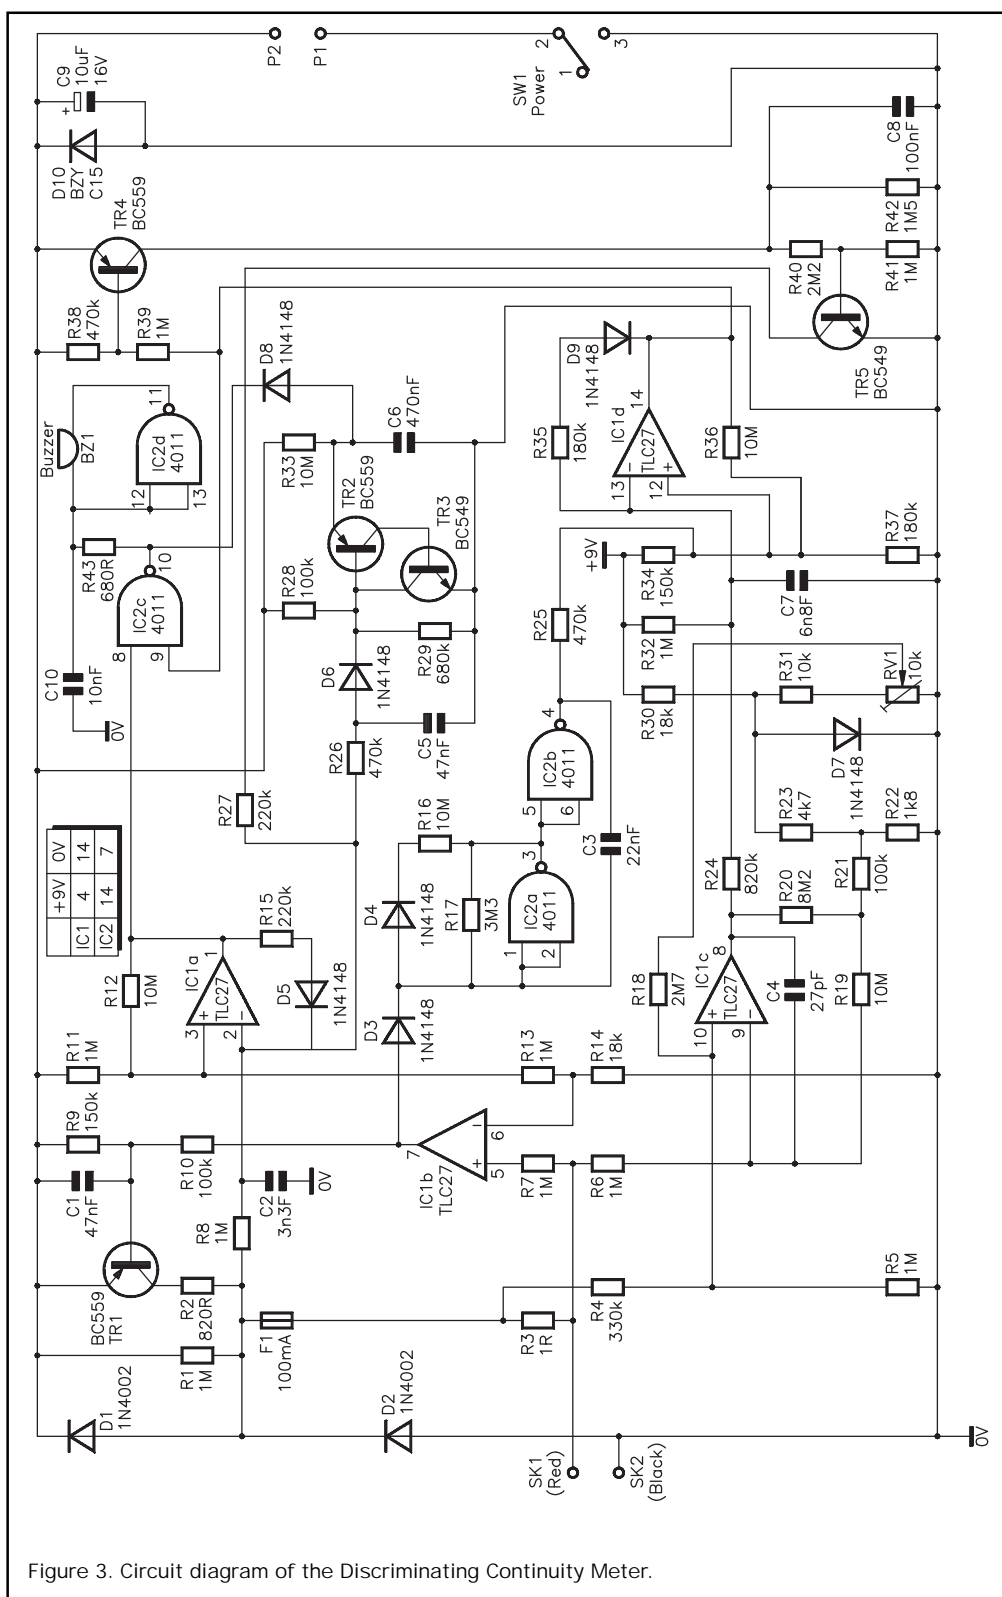 D1
1N4002
D2
1N4002
SK1
(Red)
SK2
(Black)
0V
BC559
TR1
R1
1M
R2
820R
F1
100mA
R3
1R
R4
330k
R5
1M
C1
47nF
R9
150k
R10
100k
R8
1M
C2
3n3F
0V
IC1b
TLC27
7
6
5
R7
1M
R6
1M
R11
1M
R12
10M
IC1a
TLC27
3
2
1
R15
220k
D5
1N4148
D3
1N4148
D4
1N4148
R13
1M
R14
18k
R16
10M
R17
3M3
IC2a
4011
1
2
3
IC2b
4011
5
6
4
C3
22nF
R25
470k
R18
2M7
IC1c
TLC27
10
9
8
C4
27pF
R19
10M
R20
8M2
R21
100k
R24
820k
R23
4k7
R22
1k8
D7
1N4148
R30
18k
R31
10k
RV1
10k
R32
1M
R34
150k
+9V
C7
6n8F
R37
180k
+9V
0V
IC1
4
14
IC2
14
7
R27
220k
R26
470k
C5
47nF
D6
1N4148
R28
100k
R29
680k
TR2
BC559
TR3
BC549
R33
10M
C6
470nF
D8
1N4148
0V
C10
10nF
IC2c
4011
8
9
10
R43
680R
IC2d
4011
12
13
11
Buzzer
BZ1
R38
470k
R39
1M
TR4
BC559
R35
180k
D9
1N4148
IC1d
TLC27
13
12
14
R36
10M
TR5
BC549
R40
2M2
R41
1M
R42
1M5
C8
100nF
D10
BZY
C15
C9
10uF
16V
+
P2
P1
SW1
Power
1
2
3
Figure 3. Circuit diagram of the Discriminating Continuity Meter.